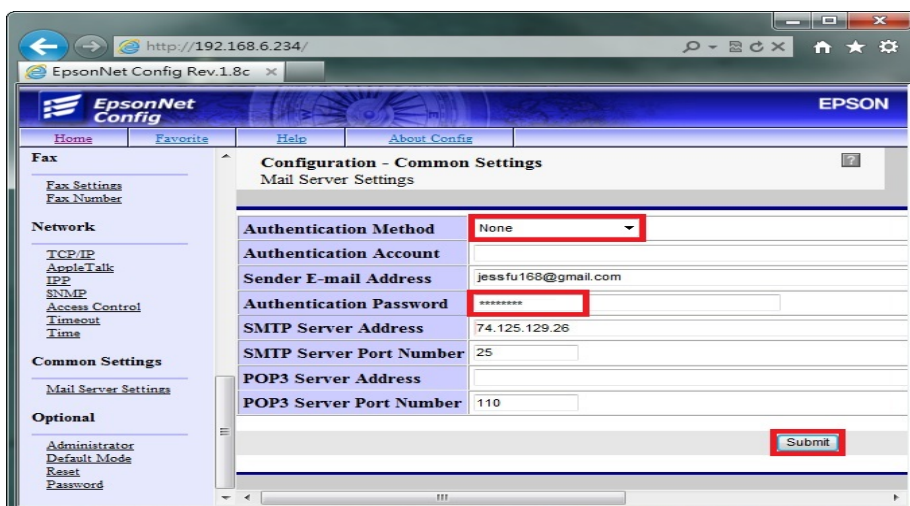 http://192.168.6.234/
EpsonNet Config Rev.1.8c
EpsonNet
Config
EPSON
Home Favorite Help About Config
Fax
Fax Settings
Fax Number
Network
TCP/IP
AppleTalk
IPP
SNMP
Access Control
Timeout
Time
Common Settings
Mail Server Settings
Optional
Administrator
Default Mode
Reset
Password
Configuration - Common Settings
?
Mail Server Settings
Authentication Method None
Authentication Account
Sender E-mail Address jessfu168@gmail.com
Authentication Password ********
SMTP Server Address 74.125.129.26
SMTP Server Port Number 25
POP3 Server Address
POP3 Server Port Number 110
Submit